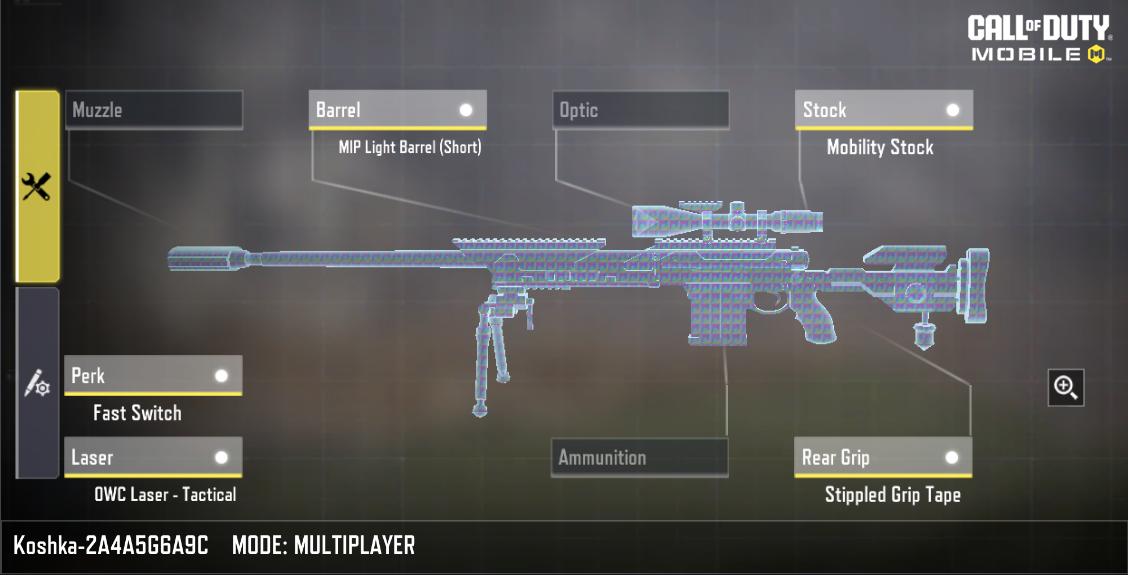 CALL OF DUTY
MOBILE
Muzzle
Barrel
Optic
Stock
MIP Light Barrel (Short)
Mobility Stock
Perk
Fast Switch
Laser
Ammunition
Rear Grip
OWC Laser - Tactical
Stippled Grip Tape
Koshka-2A4A5G6A9C MODE: MULTIPLAYER